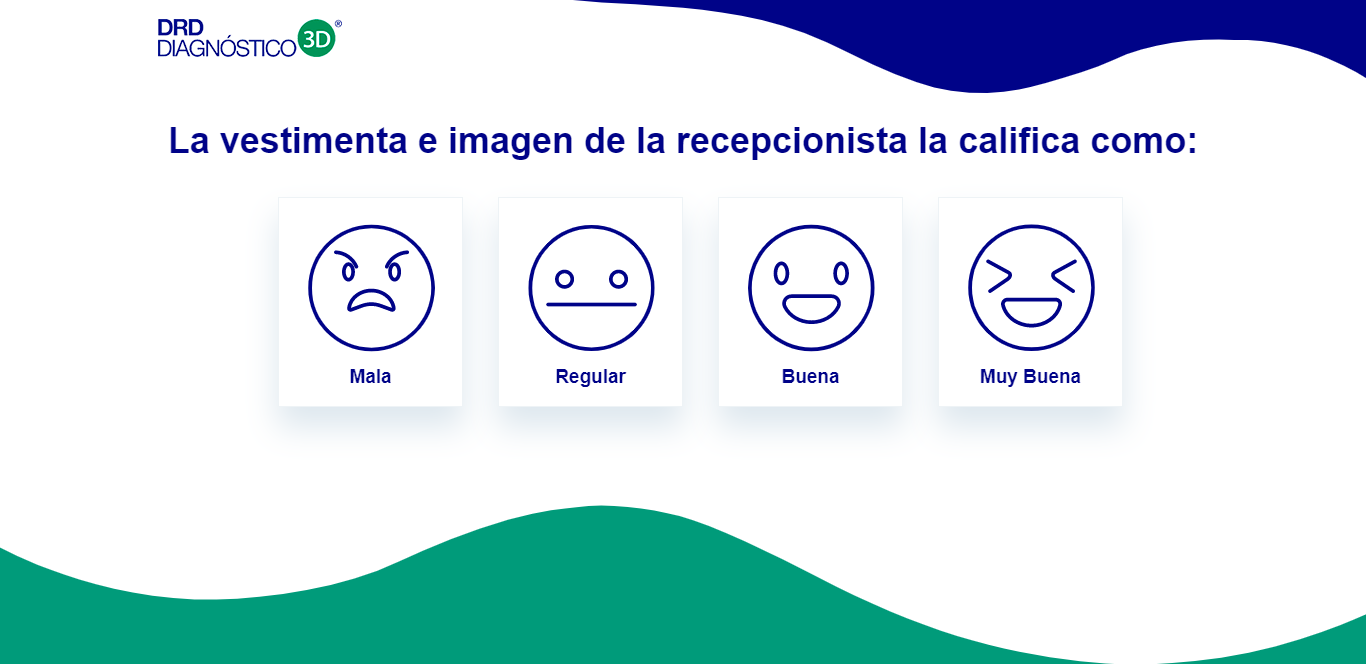 DRD
DIAGNÓSTICO 3D ®
La vestimenta e imagen de la recepcionista la califica como:
Mala Regular Buena Muy Buena